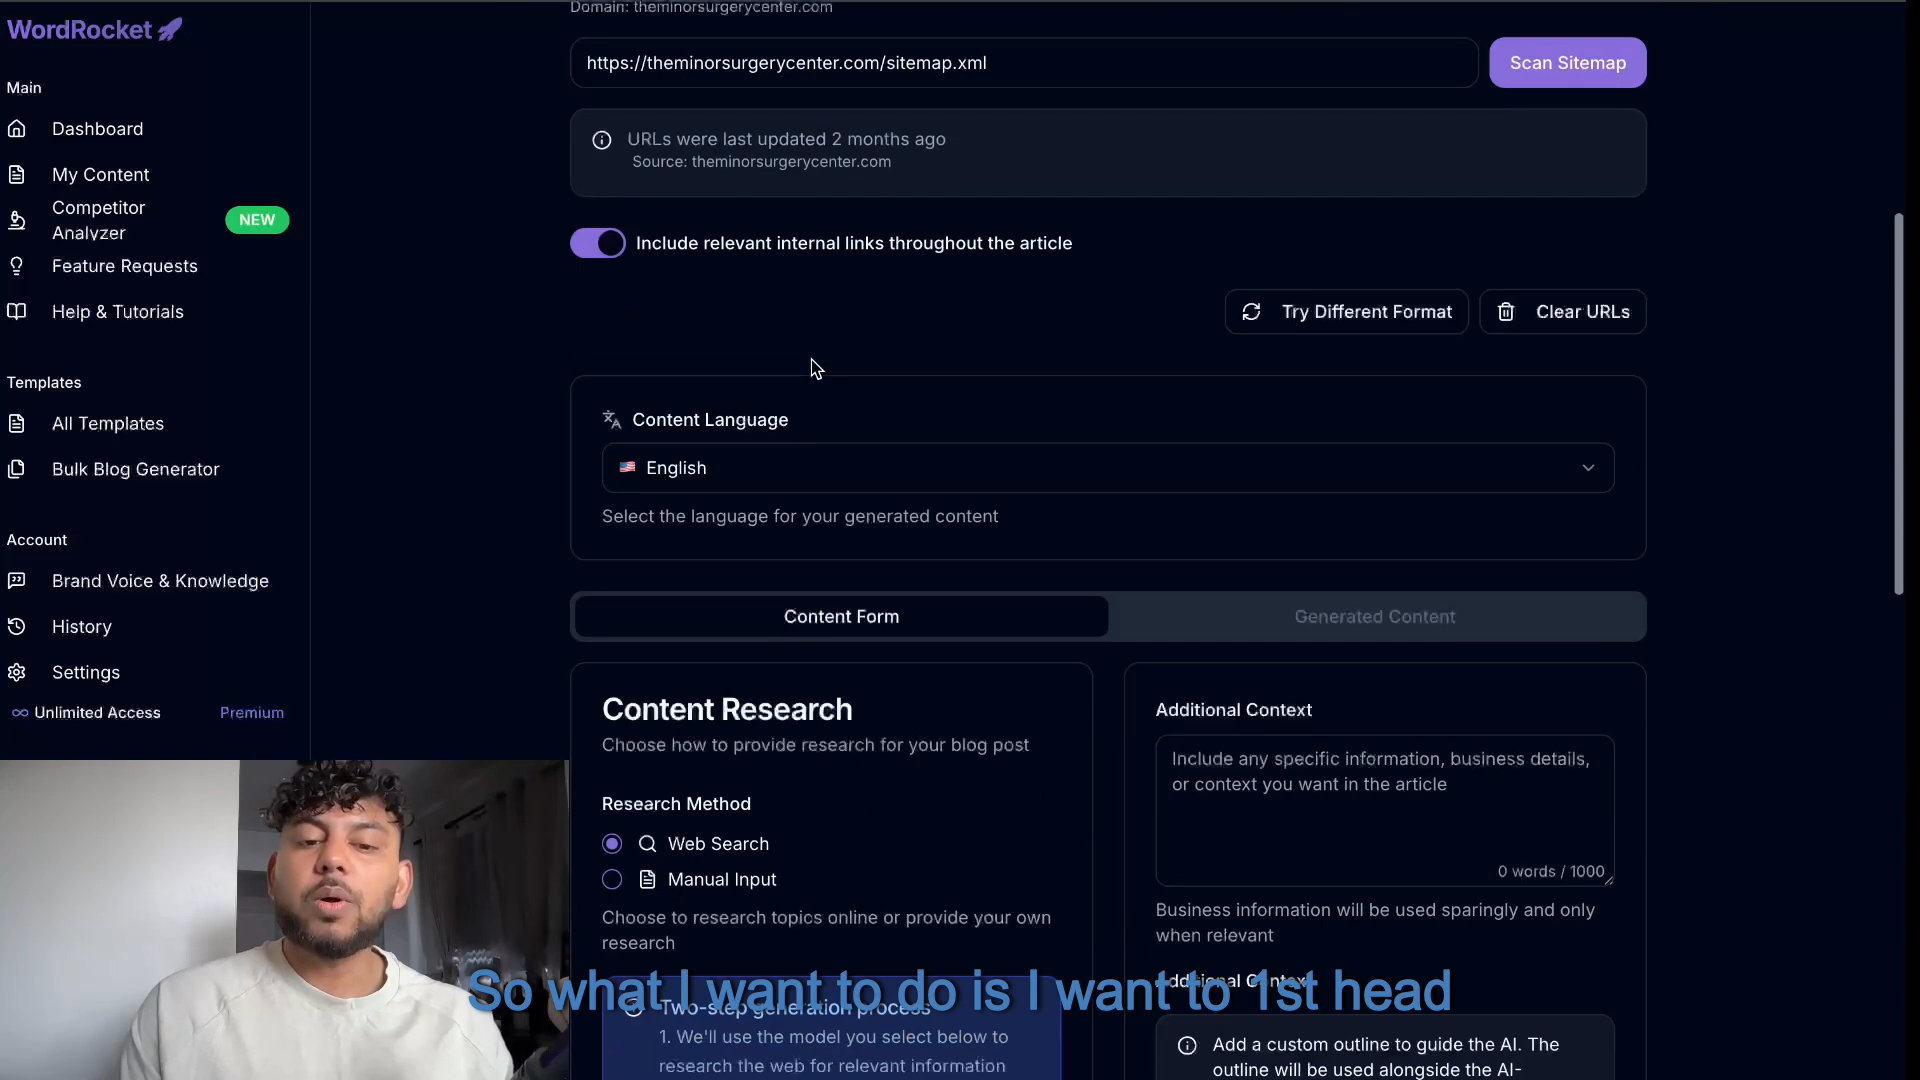 WordRocket
Main
Dashboard
My Content
Competitor
Analyzer
NEW
Feature Requests
Help & Tutorials
Templates
All Templates
Bulk Blog Generator
Account
Brand Voice & Knowledge
History
Settings
Unlimited Access
Premium
Domain: theminorsurgerycenter.com
https://theminorsurgerycenter.com/sitemap.xml
Scan Sitemap
URLs were last updated 2 months ago
Source: theminorsurgerycenter.com
Include relevant internal links throughout the article
Try Different Format
Clear URLs
Content Language
English
Select the language for your generated content
Content Form
Generated Content
Content Research
Choose how to provide research for your blog post
Research Method
Web Search
Manual Input
Choose to research topics online or provide your own
research
Two-step generation process
1. We'll use the model you select below to
research the web for relevant information
Additional Context
Include any specific information, business details,
or context you want in the article
0 words / 1000
Business information will be used sparingly and only
when relevant
Additional Context
Add a custom outline to guide the AI. The
outline will be used alongside the AI-
So what I want to do is I want to 1st head